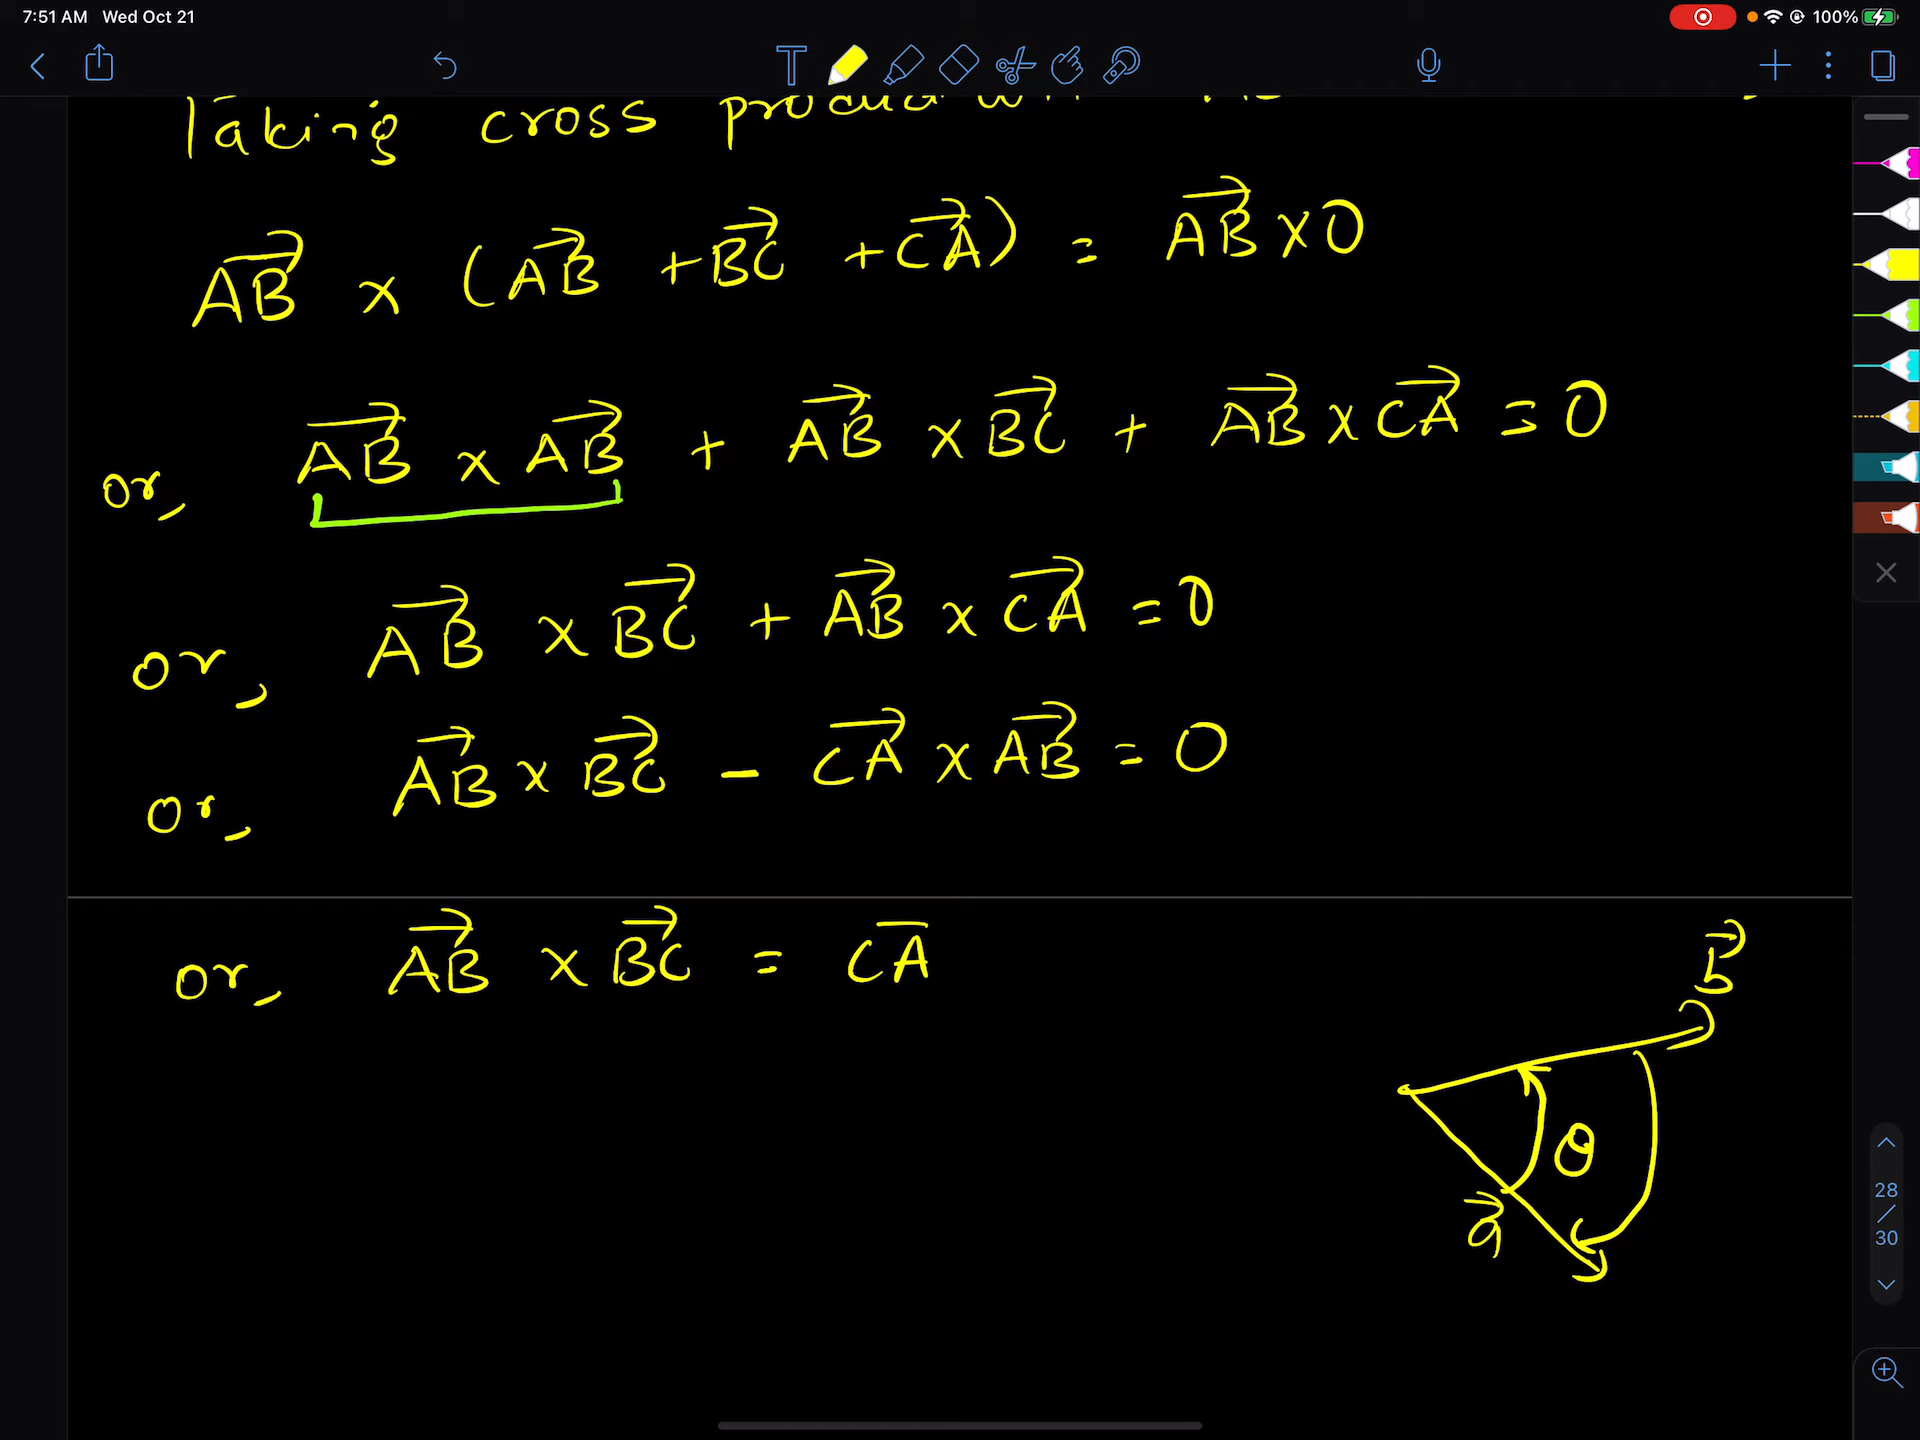 7:51 AM Wed Oct 21 100%
Taking cross product
AB⃗ × (AB⃗ + BC⃗ + CA⃗) = AB⃗ × 0
or, AB⃗ × AB⃗ + AB⃗ × BC⃗ + AB⃗ × CA⃗ = 0
or, AB⃗ × BC⃗ + AB⃗ × CA⃗ = 0
or, AB⃗ × BC⃗ - CA⃗ × AB⃗ = 0
or, AB⃗ × BC⃗ = CA
b⃗
θ
a⃗
28
/
30